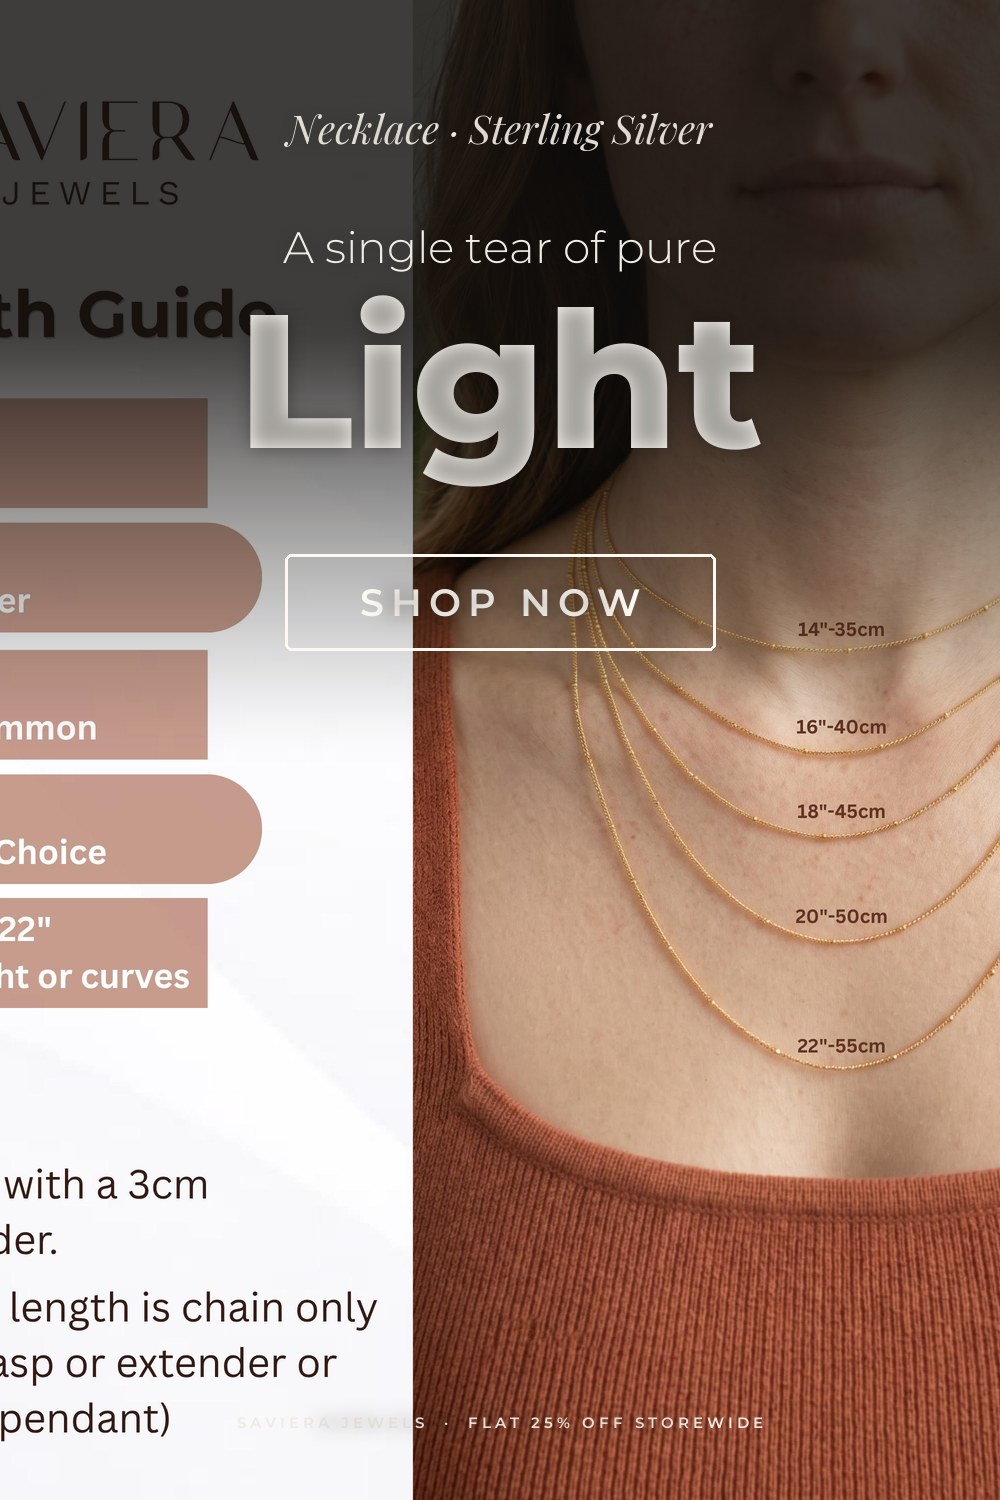 AVIERA
JEWELS
Necklace · Sterling Silver
A single tear of pure
th Guide
Light
SHOP NOW
er
mmon
Choice
22"
ht or curves
14"-35cm
16"-40cm
18"-45cm
20"-50cm
22"-55cm
with a 3cm
der.
length is chain only
asp or extender or
pendant)
SAVIERA JEWELS · FLAT 25% OFF STOREWIDE